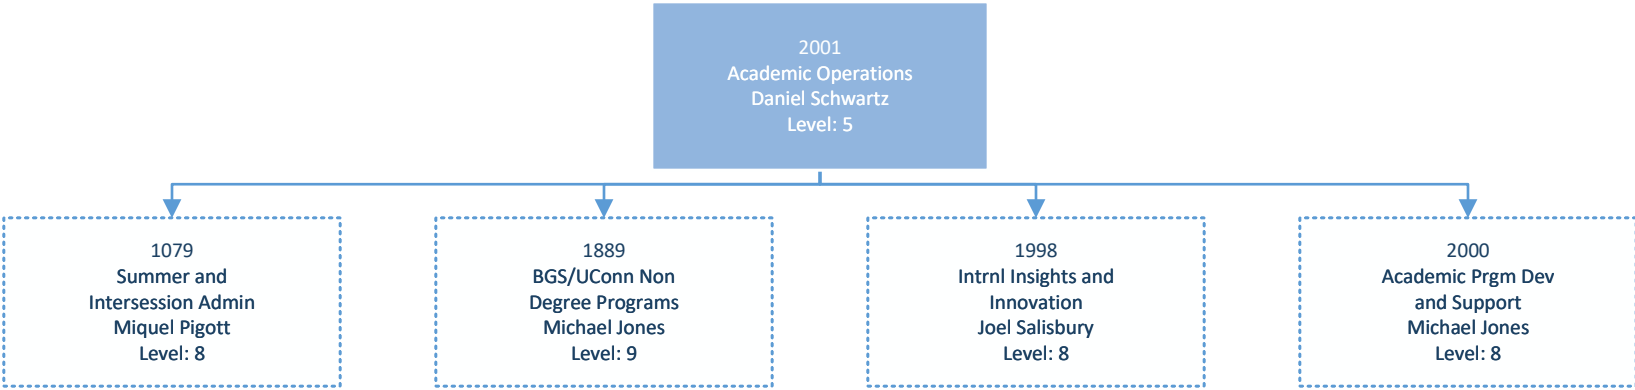 2001
Academic Operations
Daniel Schwartz
Level: 5
1079
Summer and
Intersession Admin
Miquel Pigott
Level: 8
1889
BGS/UConn Non
Degree Programs
Michael Jones
Level: 9
1998
Intrnl Insights and
Innovation
Joel Salisbury
Level: 8
2000
Academic Prgm Dev
and Support
Michael Jones
Level: 8